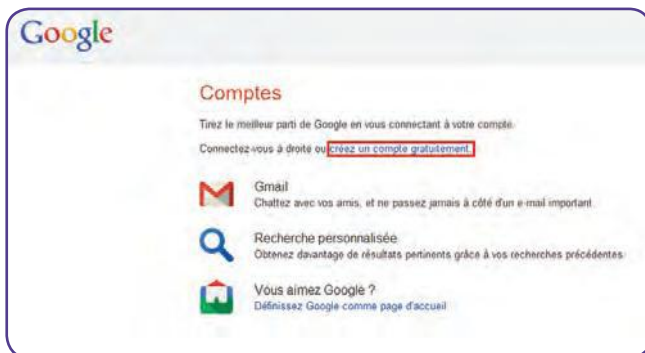 Google
Comptes
Tirez le meilleur parti de Google en vous connectant à votre compte.
Connectez-vous à droite ou créez un compte gratuitement.
Gmail
Chattez avec vos amis, et ne passez jamais à côté d'un e-mail important.
Recherche personnalisée
Obtenez davantage de résultats pertinents grâce à vos recherches précédentes.
Vous aimez Google ?
Définissez Google comme page d'accueil